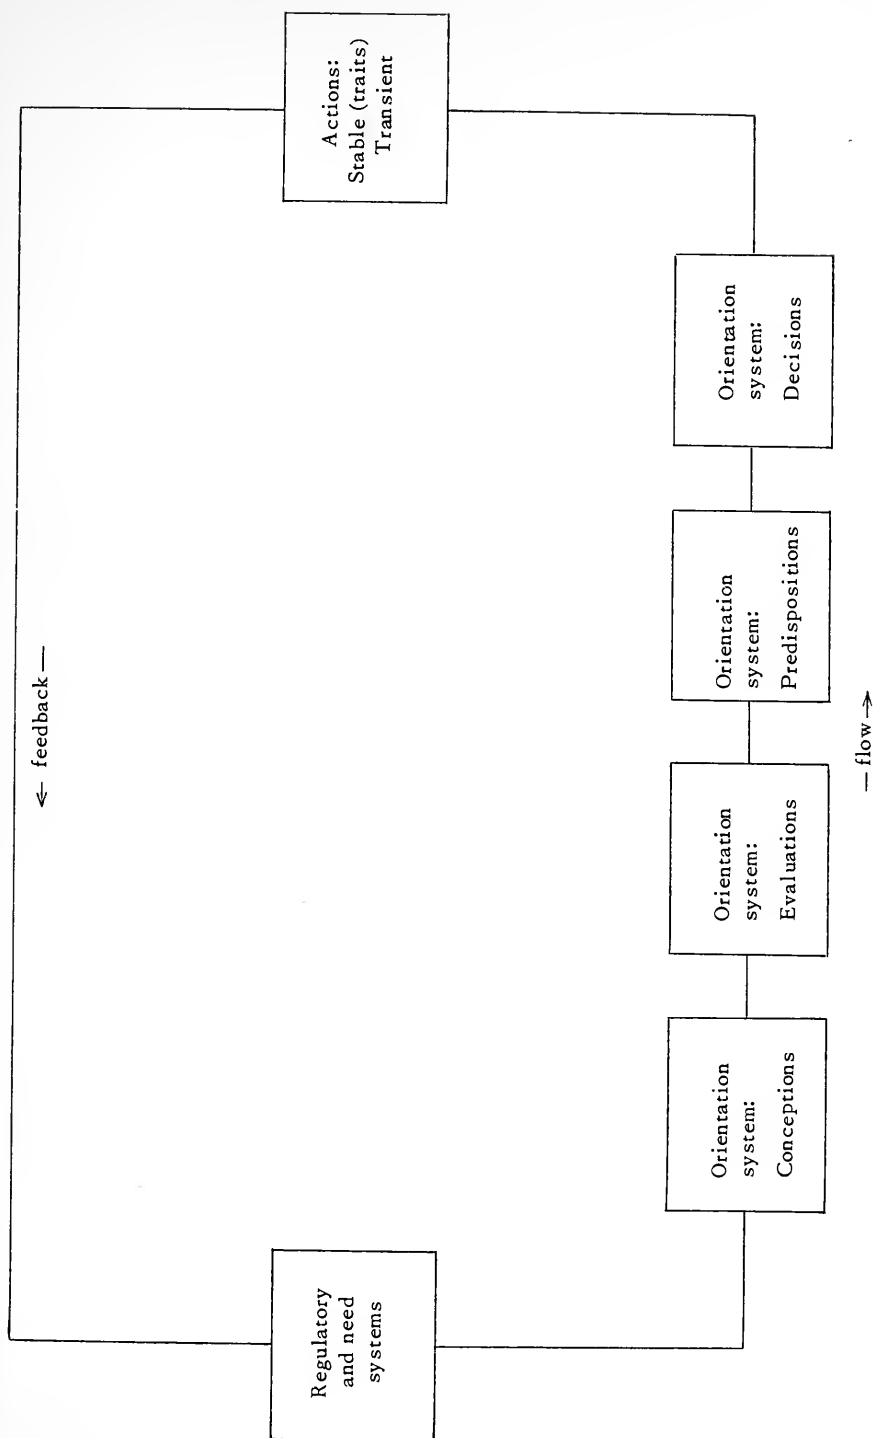 ← feedback —
Regulatory
and need
systems
Actions:
Stable (traits)
Transient
Orientation
system:
Conceptions
Orientation
system:
Evaluations
Orientation
system:
Predispositions
Orientation
system:
Decisions
— flow →